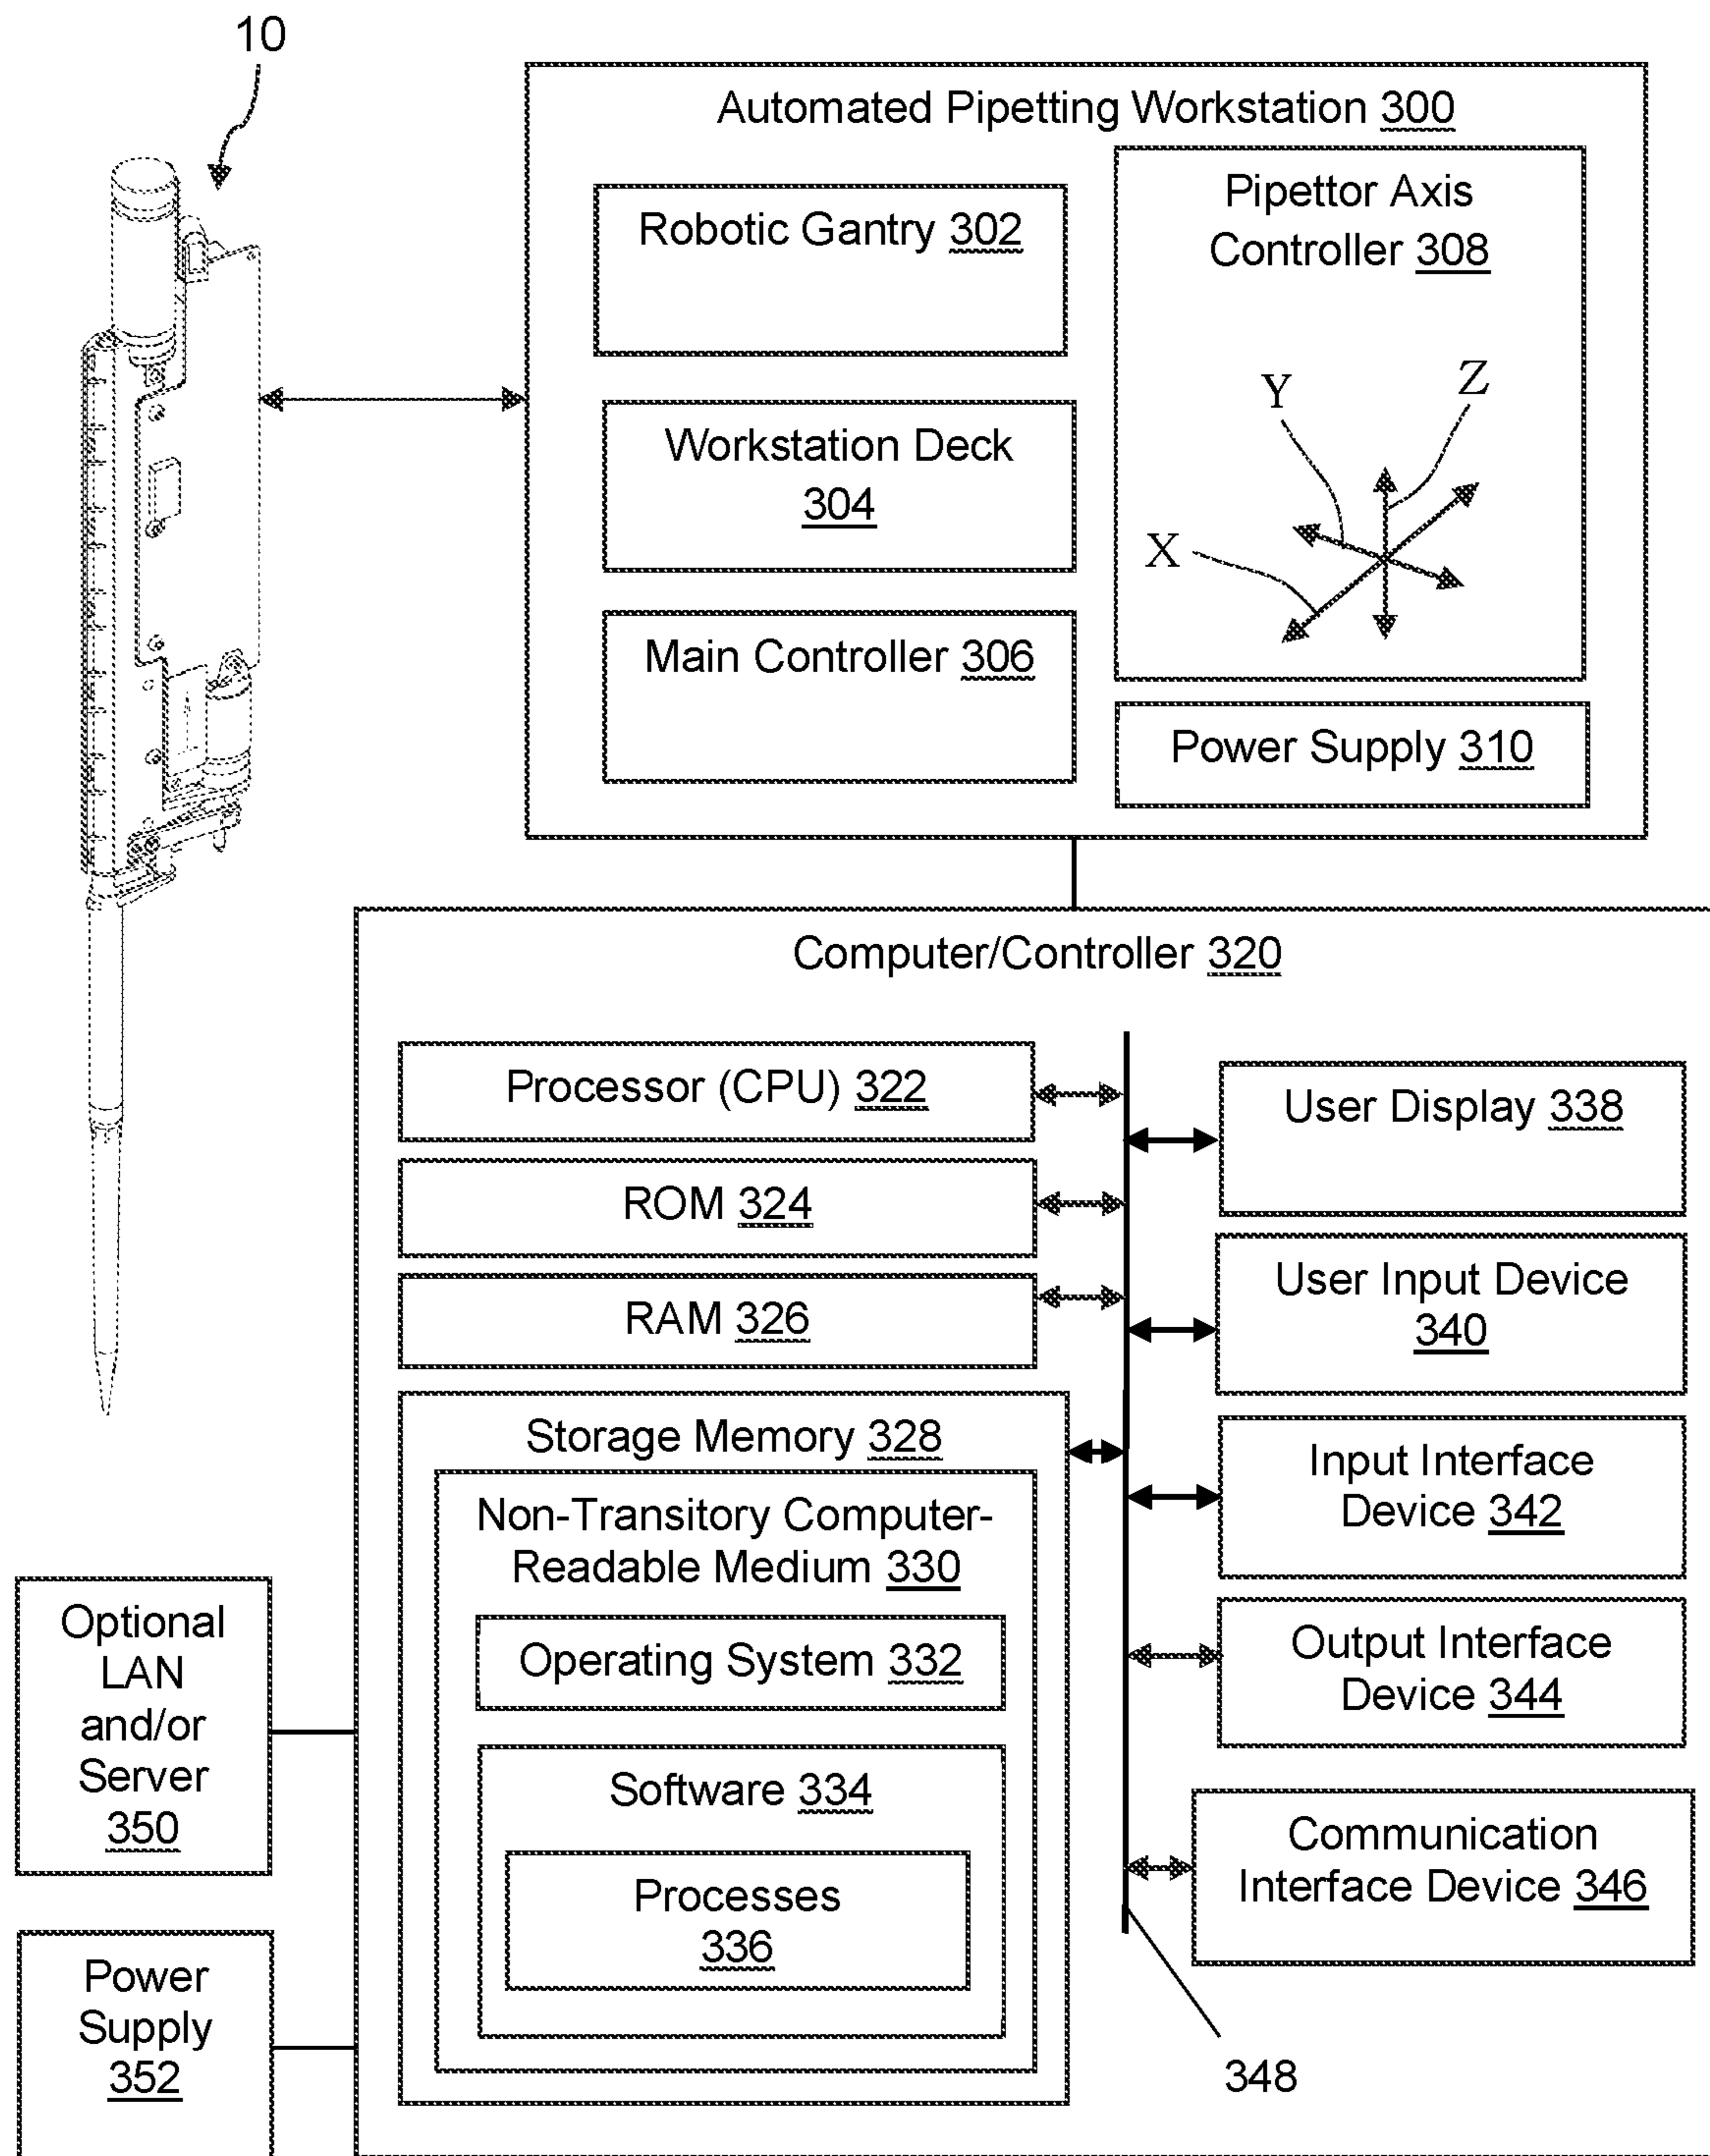 10
Automated Pipetting Workstation 300
Robotic Gantry 302
Workstation Deck
304
Main Controller 306
Pipettor Axis
Controller 308
Y
Z
X
Power Supply 310
Computer/Controller 320
Processor (CPU) 322
ROM 324
RAM 326
Storage Memory 328
Non-Transitory Computer-
Readable Medium 330
Operating System 332
Software 334
Processes
336
User Display 338
User Input Device
340
Input Interface
Device 342
Output Interface
Device 344
Communication
Interface Device 346
348
Optional
LAN
and/or
Server
350
Power
Supply
352